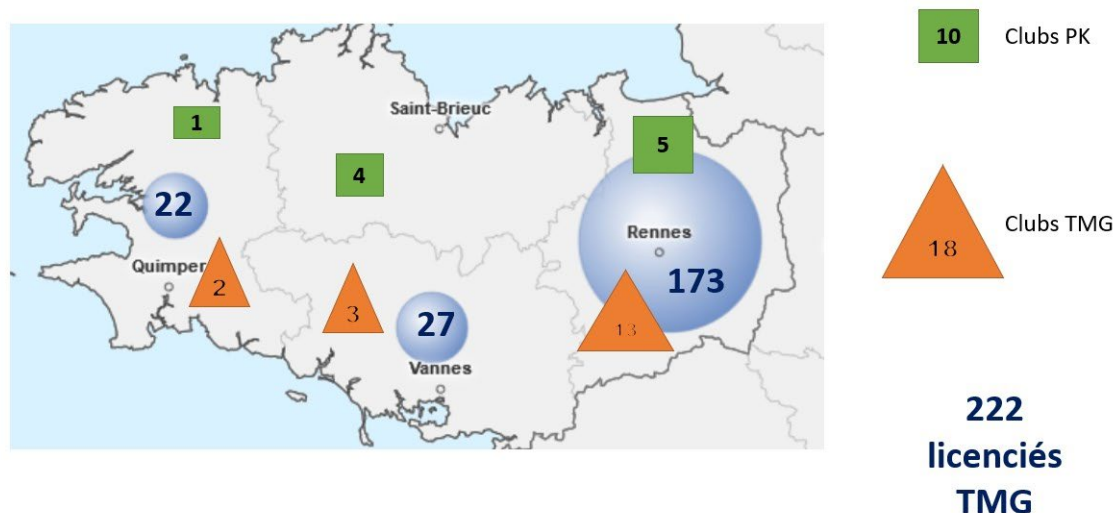 10
Clubs PK
Saint-Brieuc
1
5
4
22
Rennes
18
Clubs TMG
Quimper
2
3
173
27
13
Vannes
222
licenciés
TMG